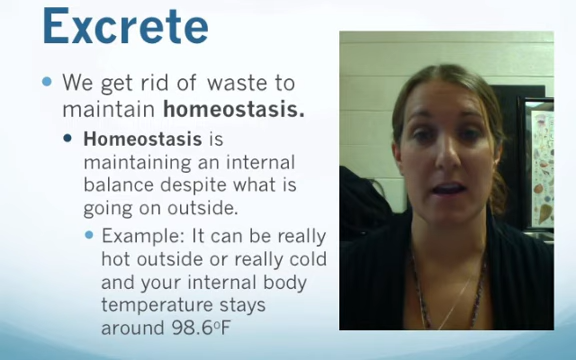 Excrete
We get rid of waste to
maintain homeostasis.
Homeostasis is
maintaining an internal
balance despite what is
going on outside.
Example: It can be really
hot outside or really cold
and your internal body
temperature stays
around 98.6ºF